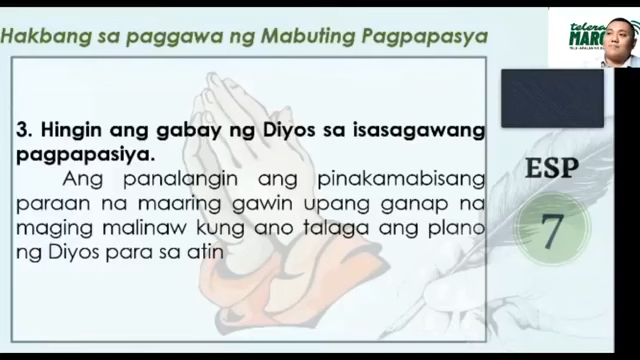 Hakbang sa paggawa ng Mabuting Pagpapasya
3. Hingin ang gabay ng Diyos sa isasagawang
pagpapasiya.
Ang panalangin ang pinakamabisang
paraan na maaring gawin upang ganap na
maging malinaw kung ano talaga ang plano
ng Diyos para sa atin
ESP
7